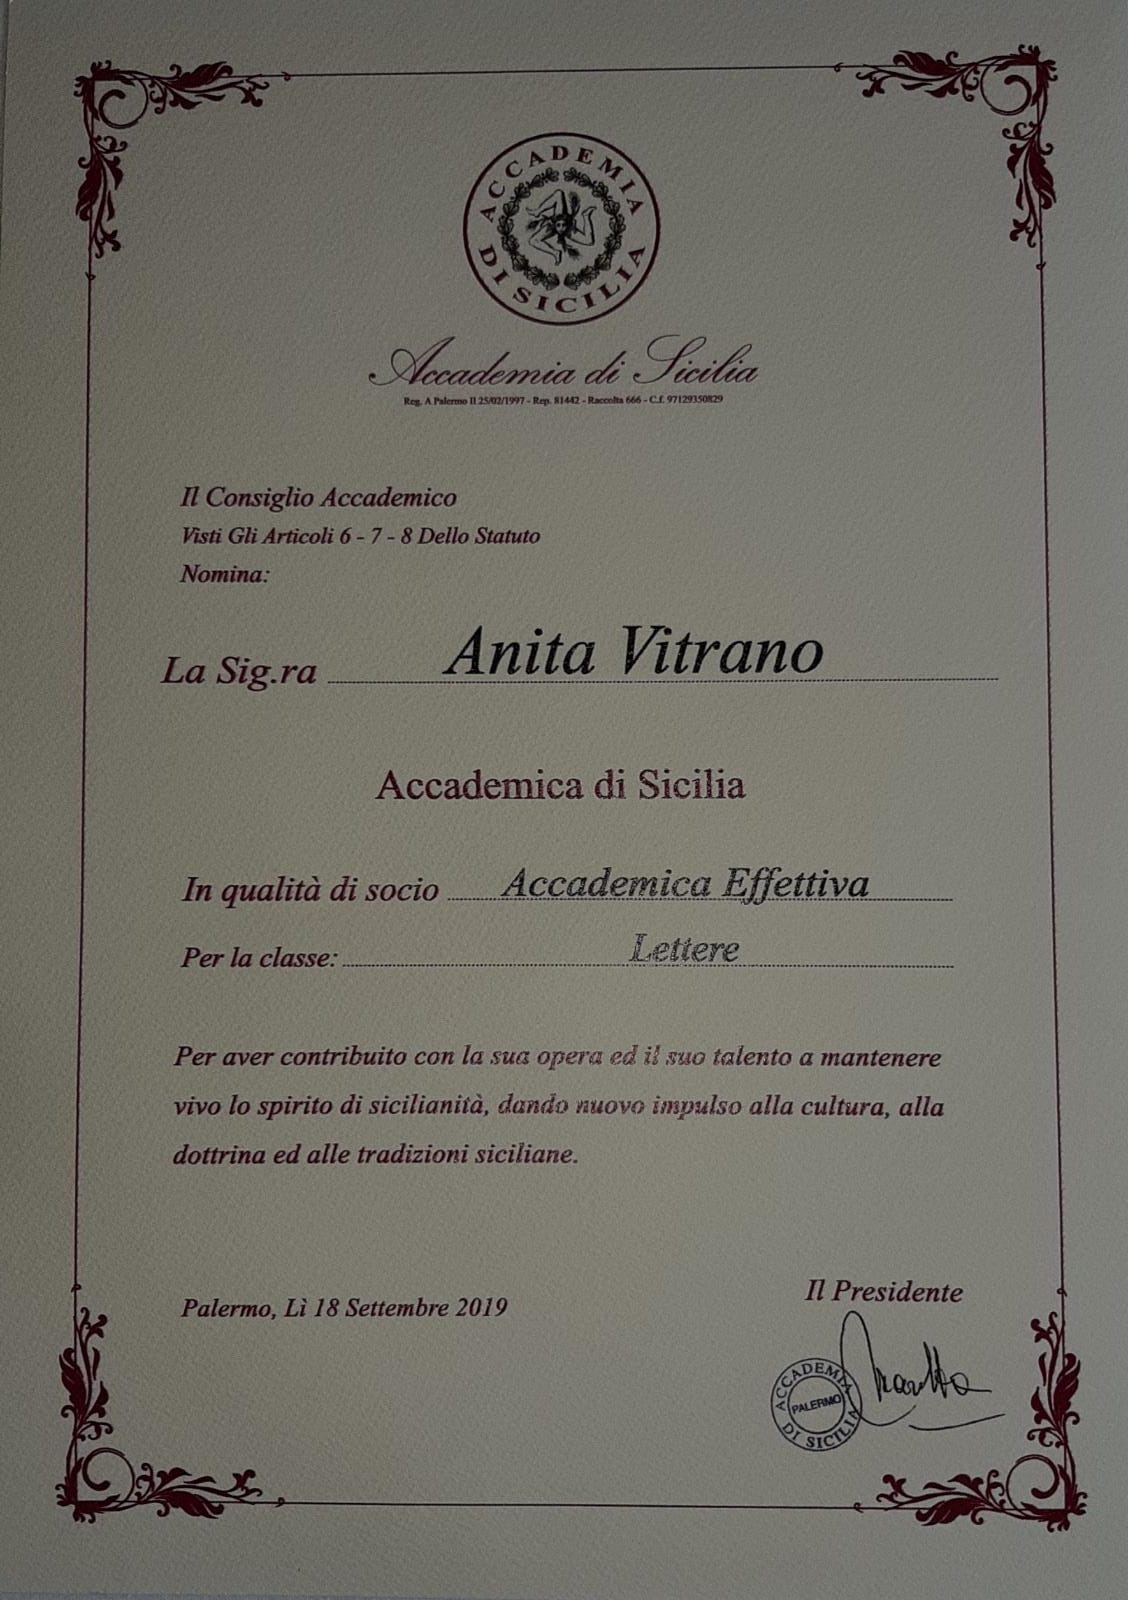 ACCADEMIA DI SICILIA
Accademia di Sicilia
Reg. A Palermo Il 25/02/1997 - Rep. 81442 - Raccolta 666 - C.f. 97129350829
Il Consiglio Accademico
Visti Gli Articoli 6 - 7 - 8 Dello Statuto
Nomina:
La Sig.ra Anita Vitrano
Accademica di Sicilia
In qualità di socio Accademica Effettiva
Per la classe: Lettere
Per aver contribuito con la sua opera ed il suo talento a mantenere
vivo lo spirito di sicilianità, dando nuovo impulso alla cultura, alla
dottrina ed alle tradizioni siciliane.
Palermo, Lì 18 Settembre 2019
Il Presidente
ACCADEMIA DI SICILIA
PALERMO